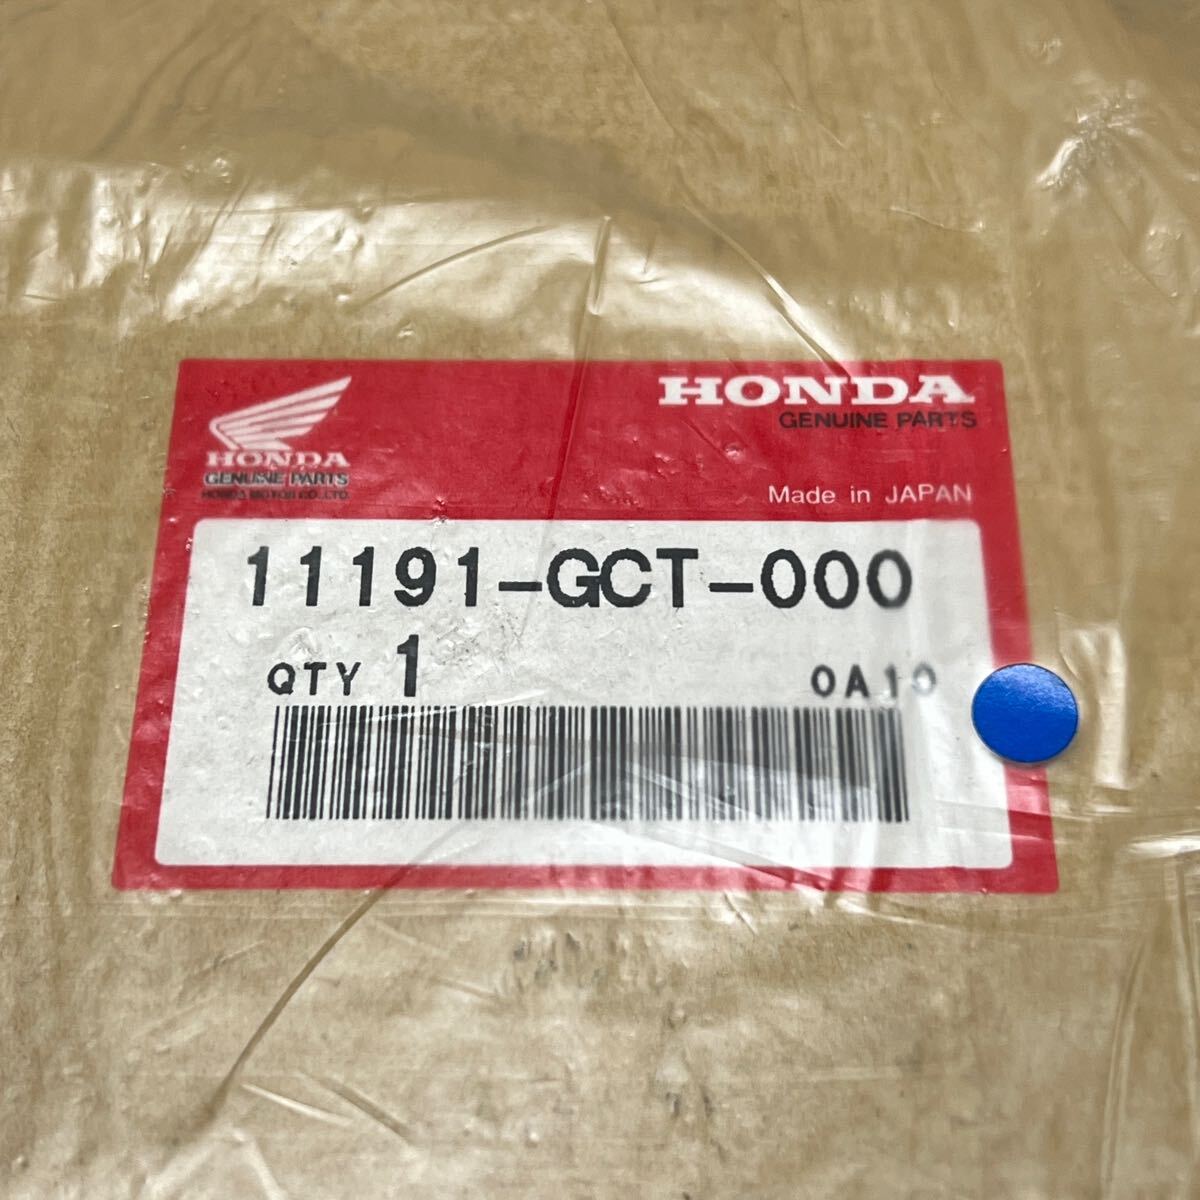 HONDA
GENUINE PARTS
HONDA MOTOR CO., LTD.
HONDA
GENUINE PARTS
Made in JAPAN
11191-GCT-000
QTY 1 0A10